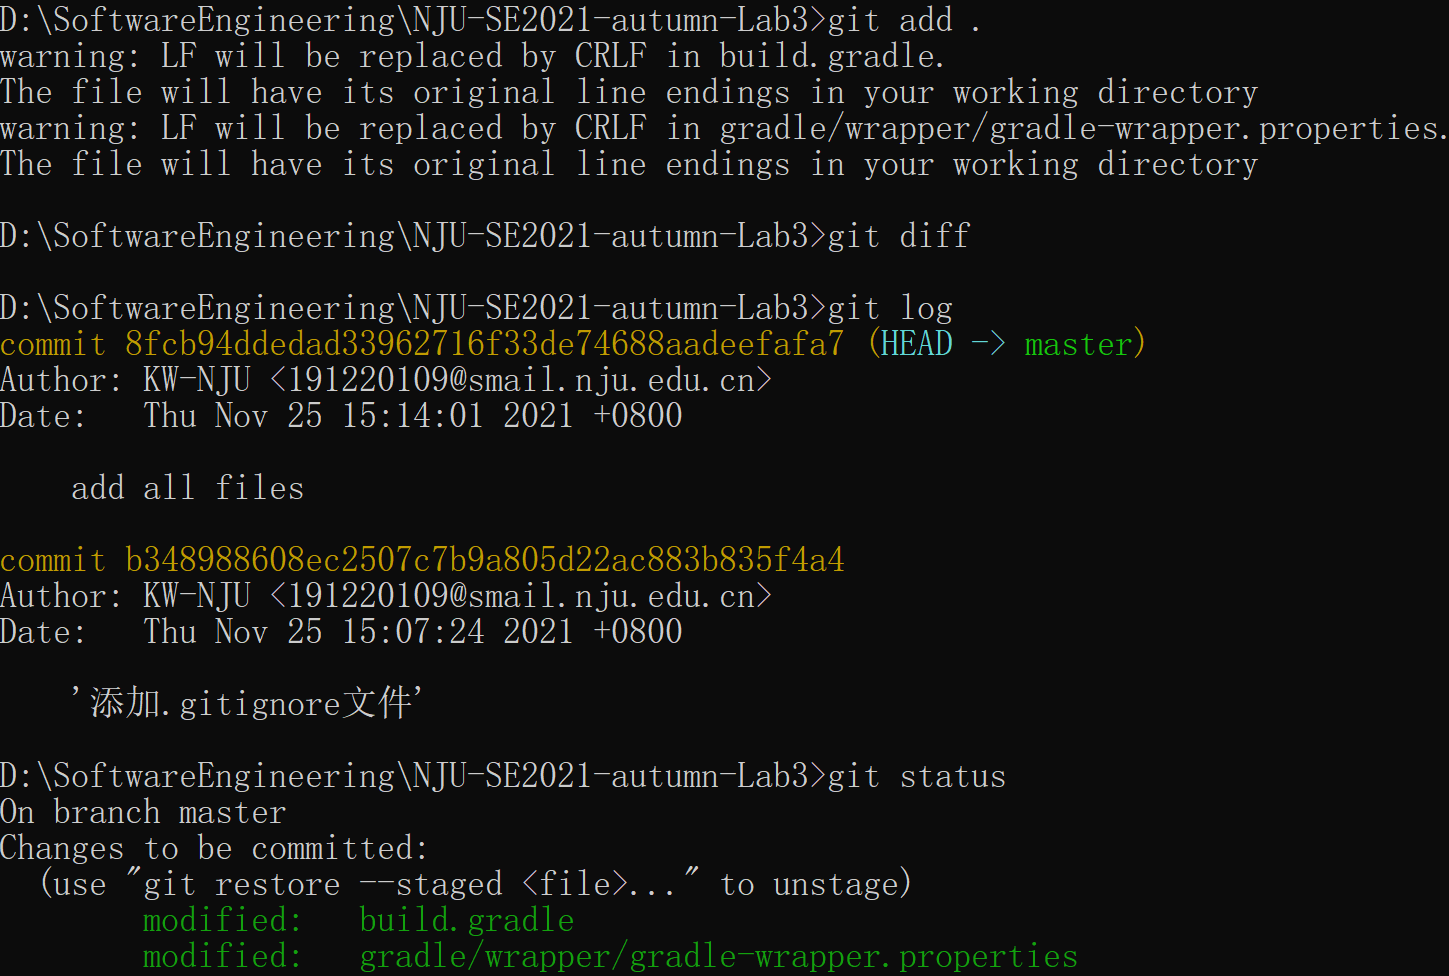 D:\SoftwareEngineering\NJU-SE2021-autumn-Lab3>git add .
warning: LF will be replaced by CRLF in build.gradle.
The file will have its original line endings in your working directory
warning: LF will be replaced by CRLF in gradle/wrapper/gradle-wrapper.properties.
The file will have its original line endings in your working directory
D:\SoftwareEngineering\NJU-SE2021-autumn-Lab3>git diff
D:\SoftwareEngineering\NJU-SE2021-autumn-Lab3>git log
commit 8fcb94ddedad33962716f33de74688aadeefafa7 (HEAD -> master)
Author: KW-NJU <191220109@smail.nju.edu.cn>
Date:   Thu Nov 25 15:14:01 2021 +0800
    add all files
commit b348988608ec2507c7b9a805d22ac883b835f4a4
Author: KW-NJU <191220109@smail.nju.edu.cn>
Date:   Thu Nov 25 15:07:24 2021 +0800
    '添加.gitignore文件'
D:\SoftwareEngineering\NJU-SE2021-autumn-Lab3>git status
On branch master
Changes to be committed:
  (use "git restore --staged <file>..." to unstage)
        modified:   build.gradle
        modified:   gradle/wrapper/gradle-wrapper.properties